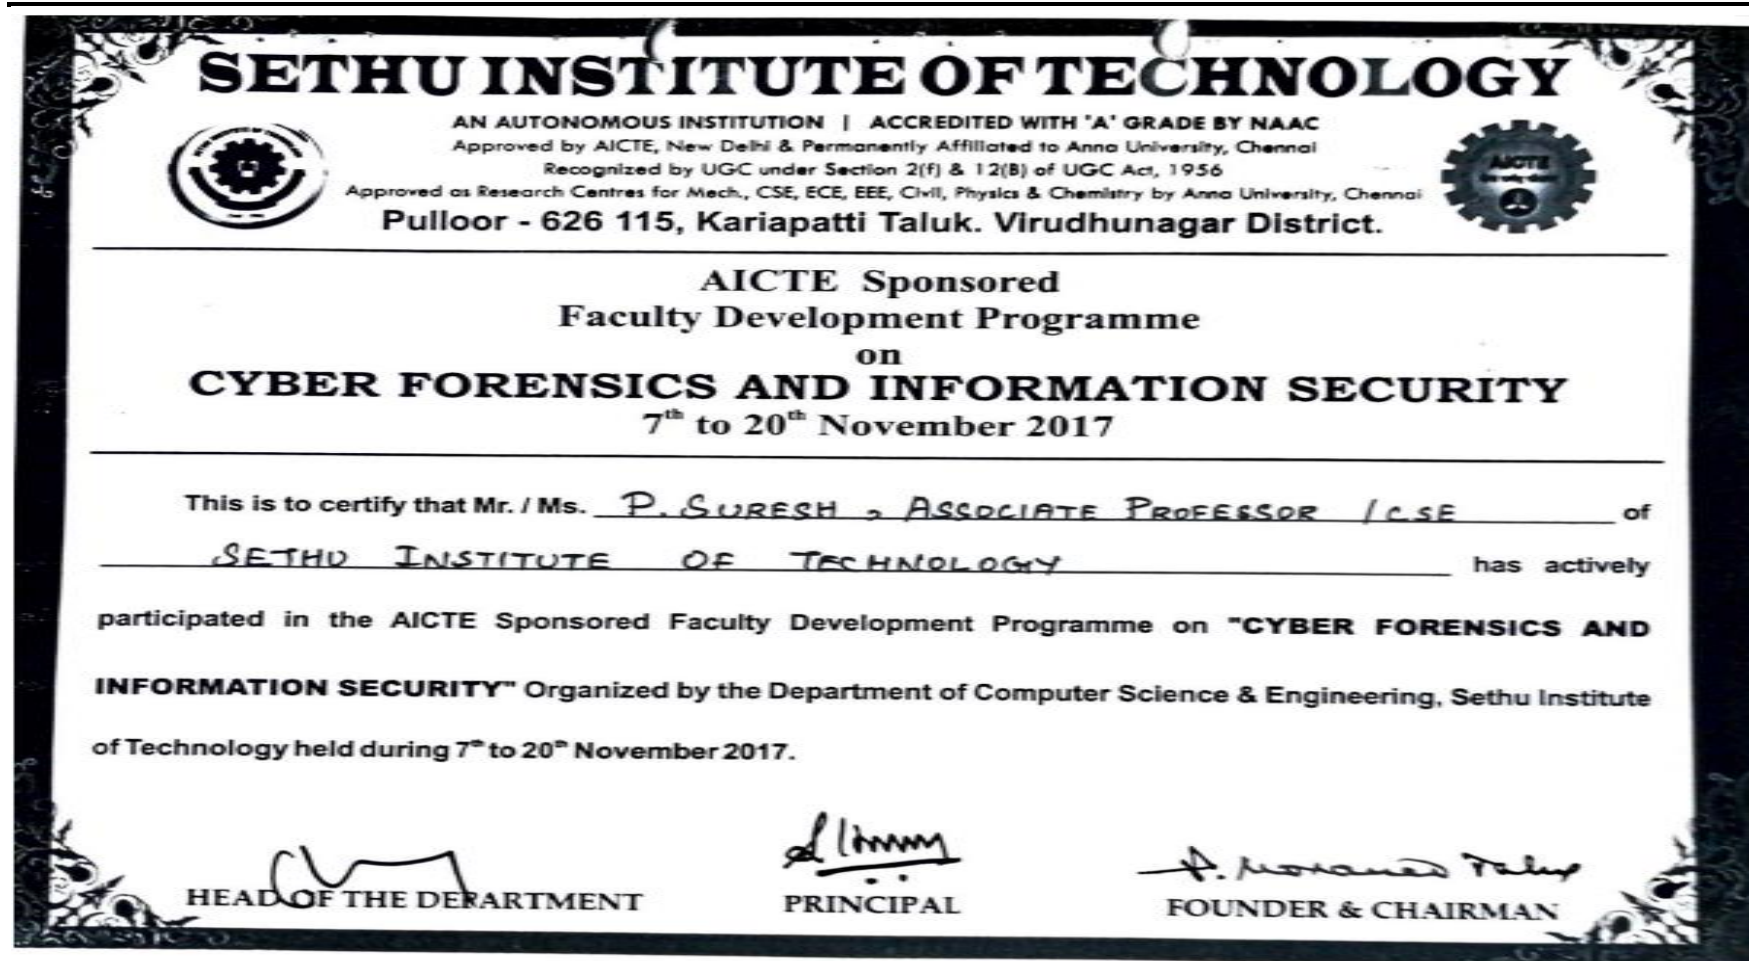 SETHU INSTITUTE OF TECHNOLOGY
AN AUTONOMOUS INSTITUTION | ACCREDITED WITH 'A' GRADE BY NAAC
Approved by AICTE, New Delhi & Permanently Affiliated to Anna University, Chennai
Recognized by UGC under Section 2(f) & 12(B) of UGC Act, 1956
Approved as Research Centres for Mech., CSE, ECE, EEE, Civil, Physics & Chemistry by Anna University, Chennai
Pulloor - 626 115, Kariapatti Taluk. Virudhunagar District.
AICTE
AICTE Sponsored
Faculty Development Programme
on
CYBER FORENSICS AND INFORMATION SECURITY
7th to 20th November 2017
This is to certify that Mr. / Ms. P. SURESH, ASSOCIATE PROFESSOR / CSE of
SETHU INSTITUTE OF TECHNOLOGY has actively
participated in the AICTE Sponsored Faculty Development Programme on "CYBER FORENSICS AND
INFORMATION SECURITY" Organized by the Department of Computer Science & Engineering, Sethu Institute
of Technology held during 7th to 20th November 2017.
HEAD OF THE DEPARTMENT
PRINCIPAL
FOUNDER & CHAIRMAN